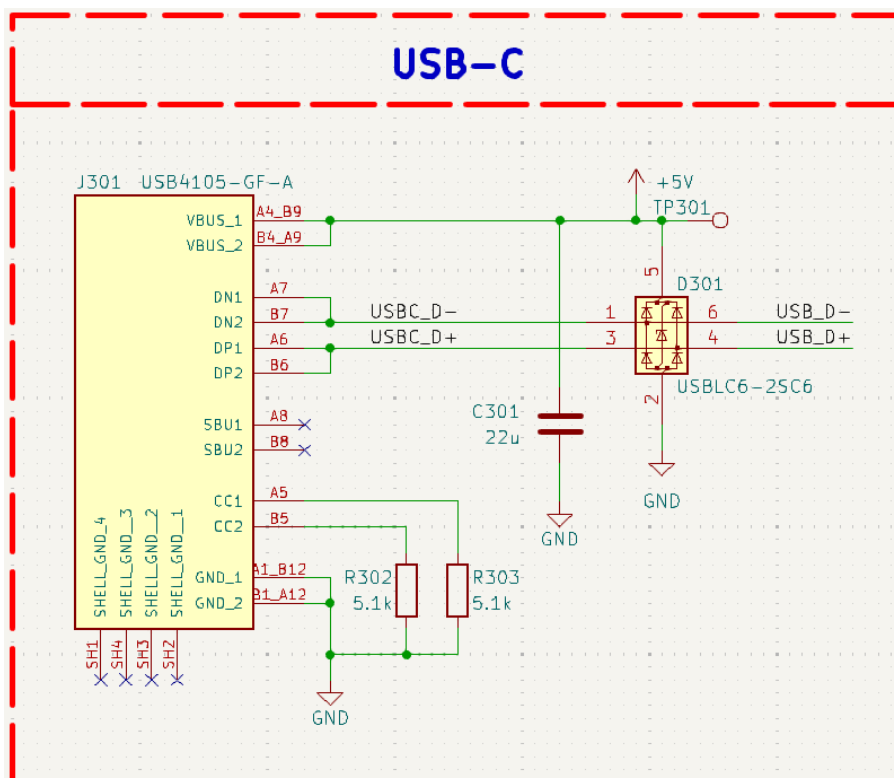 USB-C
J301 USB4105-GF-A
+5V
TP301
VBUS_1 A4_B9
VBUS_2 B4_A9
5
D301
DN1 A7
DN2 B7 USBC_D- 1 6 USB_D-
DP1 A6 USBC_D+ 3 4 USB_D+
DP2 B6
USBLC6-2SC6
2
C301
22u
SBU1 A8
SBU2 B8
GND
CC1 A5
CC2 B5
GND
SHELL_GND_4
SHELL_GND_3
SHELL_GND_2
SHELL_GND_1
GND_1 A1_B12
GND_2 B1_A12
R302
5.1k
R303
5.1k
SH1
SH4
SH3
SH2
GND